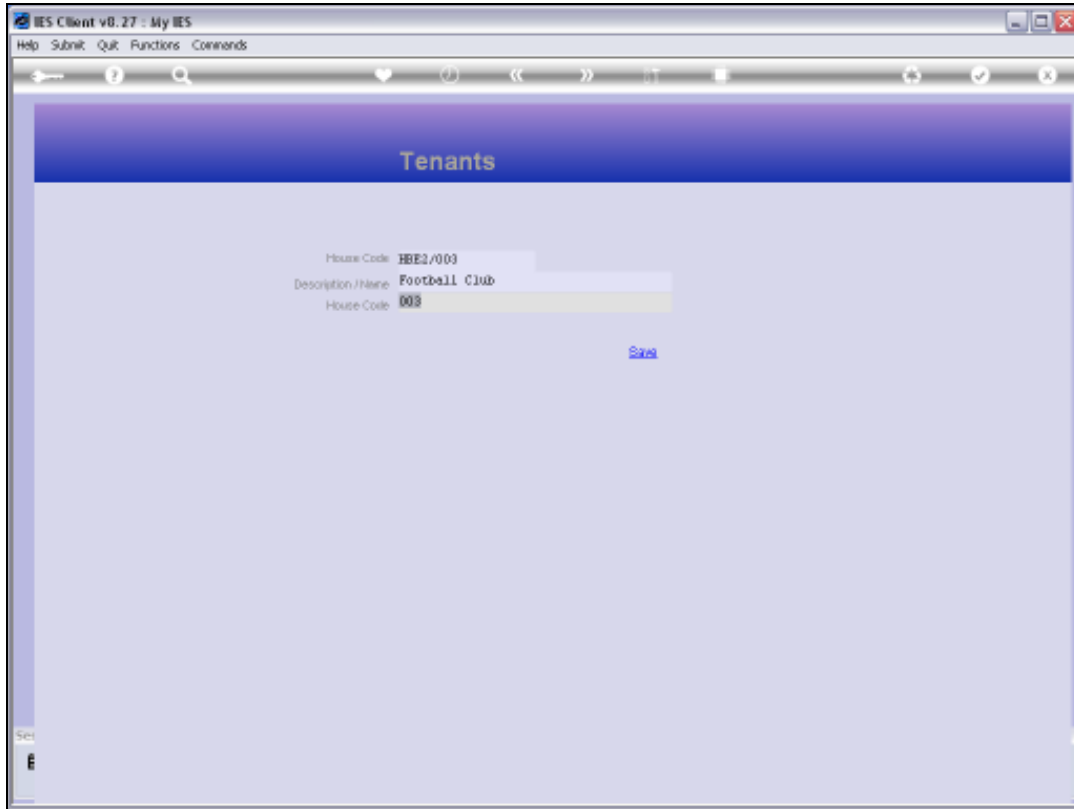 IES Client v8.27 : My IES
Help Submit Quit Functions Commands
Tenants
House Code HBE2/003
Description / Name Football Club
House Code 003
Save